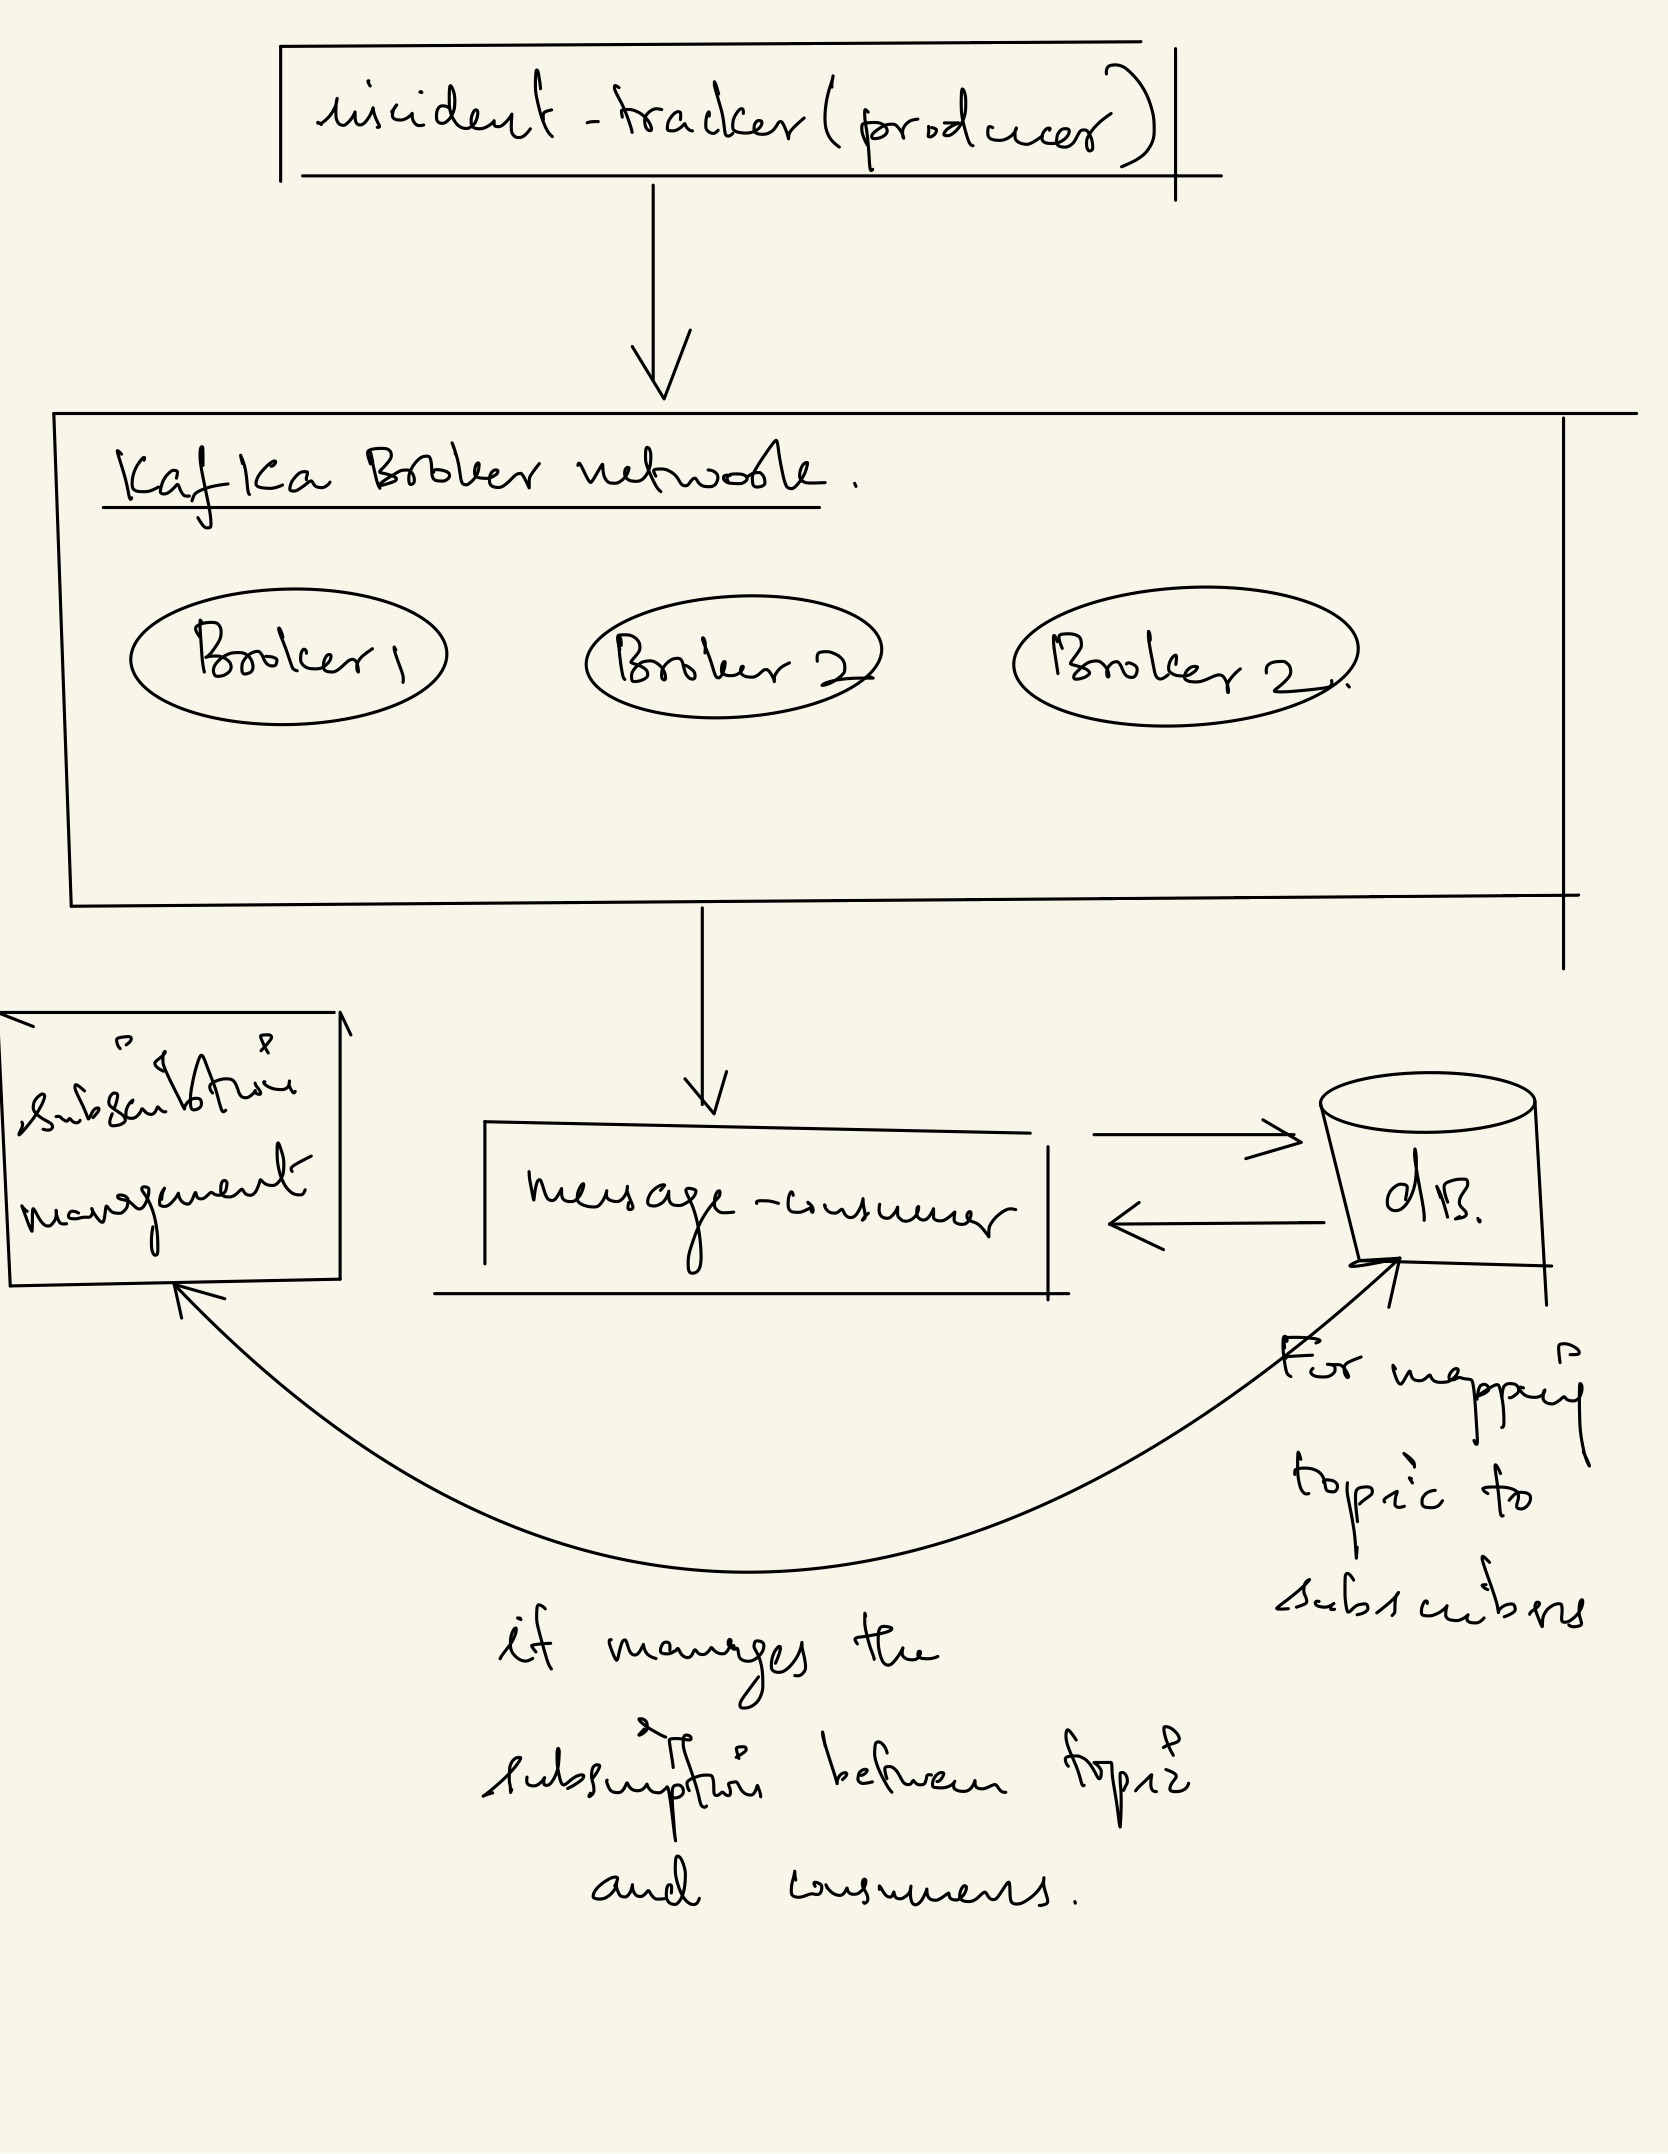 incident-tracker(producer)
Kafka Broker network.
Broker 1
Broker 2
Broker 2.
subscription
management
message-consumer
dB.
For mapping
topic to
subscribers
it manages the
subscription between topic
and consumers.